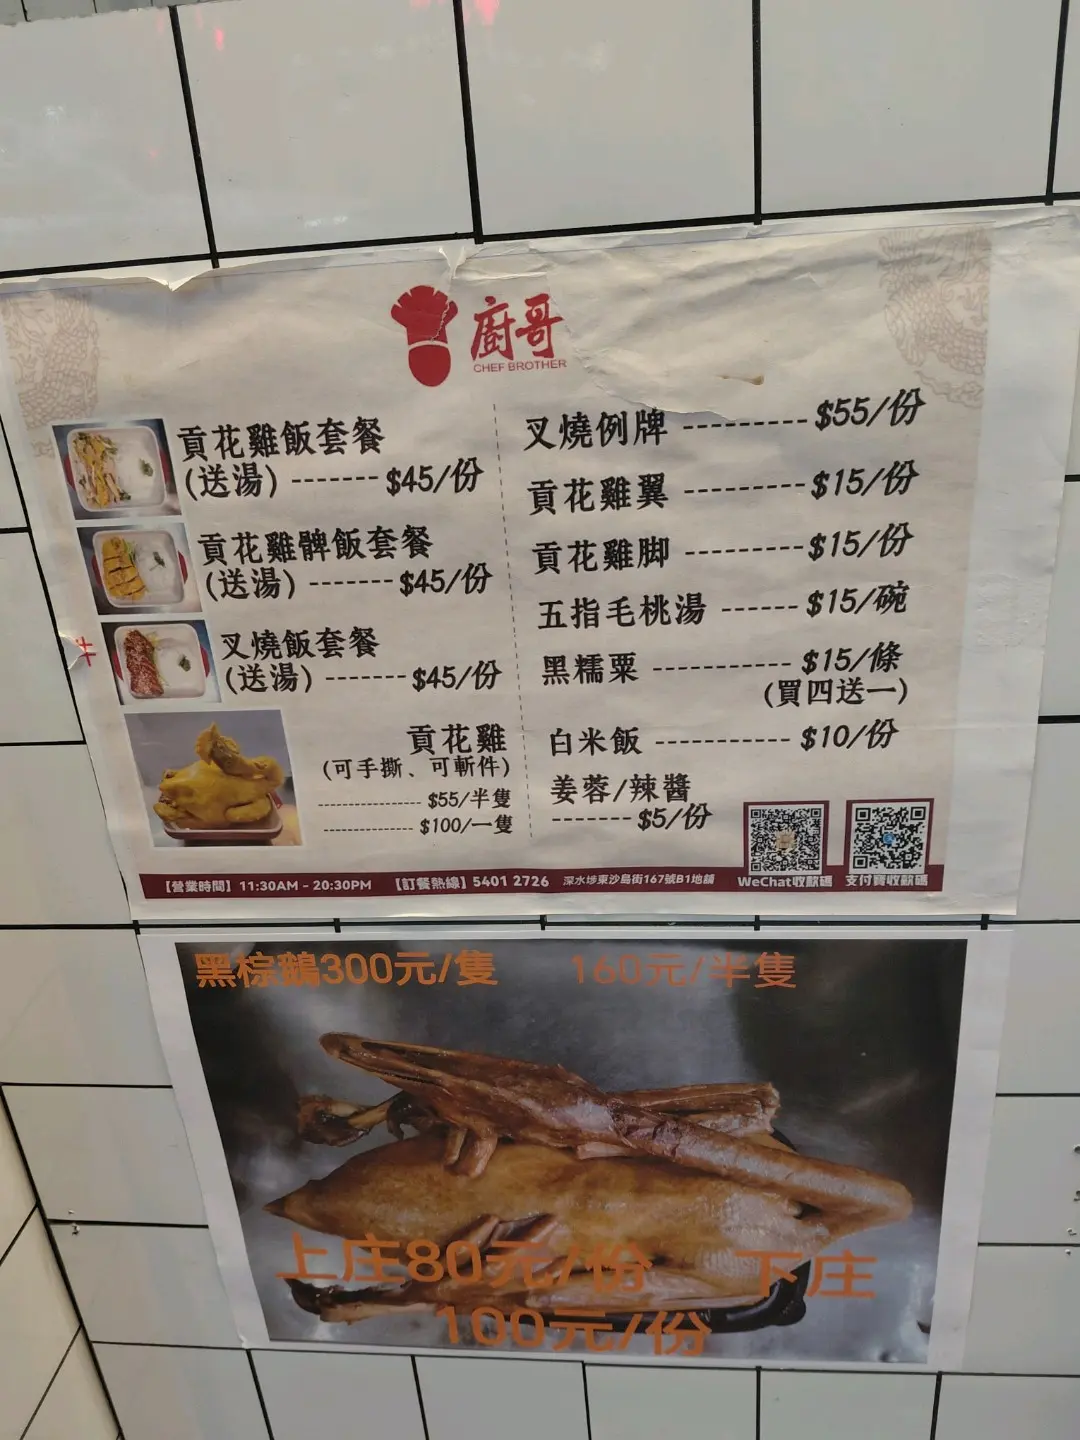 廚哥
CHEF BROTHER
貢花雞飯套餐
(送湯) ------- $45/份
貢花雞髀飯套餐
(送湯) ------- $45/份
叉燒飯套餐
(送湯) ------- $45/份
貢花雞
(可手撕、可斬件)
---------------- $55/半隻
-------------- $100/一隻
叉燒例牌 ---------- $55/份
貢花雞翼 ---------- $15/份
貢花雞脚 ---------- $15/份
五指毛桃湯 ------ $15/碗
黑糯粟 ----------- $15/條
(買四送一)
白米飯 ----------- $10/份
姜蓉/辣醬
------- $5/份
WeChat收款碼 支付寶收款碼
【營業時間】11:30AM - 20:30PM 【訂餐熱線】5401 2726 深水埗東沙島街167號B1地舖
黑棕鵝300元/隻 160元/半隻
上庄80元/份 下庄
100元/份